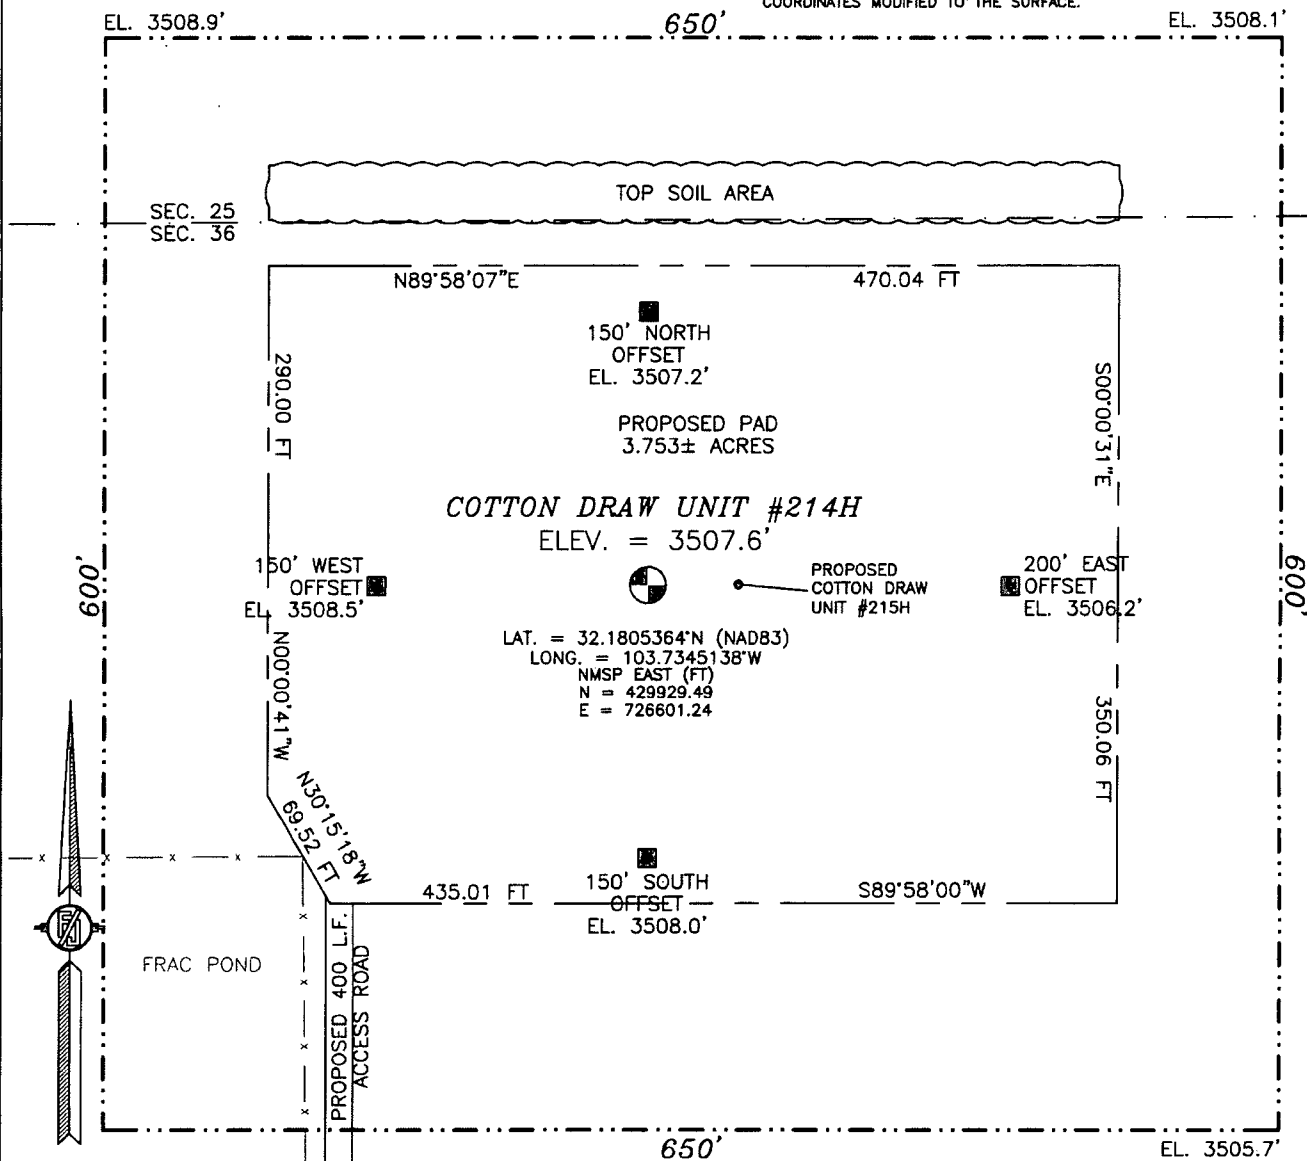 COORDINATES MODIFIED TO THE SURFACE.
EL. 3508.9'
650'
EL. 3508.1'
TOP SOIL AREA
SEC. 25
SEC. 36
N89°58'07"E
470.04 FT
150' NORTH
OFFSET
EL. 3507.2'
290.00 FT
S00°00'31"E
PROPOSED PAD
3.753± ACRES
COTTON DRAW UNIT #214H
ELEV. = 3507.6'
600'
150' WEST
OFFSET
EL. 3508.5'
PROPOSED
COTTON DRAW
UNIT #215H
200' EAST
OFFSET
EL. 3506.2'
600'
LAT. = 32.1805364°N (NAD83)
LONG. = 103.7345138°W
NMSP EAST (FT)
N = 429929.49
E = 726601.24
N00°00'41"W
350.06 FT
N30°15'18"W
69.52 FT
435.01 FT
150' SOUTH
OFFSET
EL. 3508.0'
S89°58'00"W
FRAC POND
PROPOSED 400 L.F.
ACCESS ROAD
650'
EL. 3505.7'